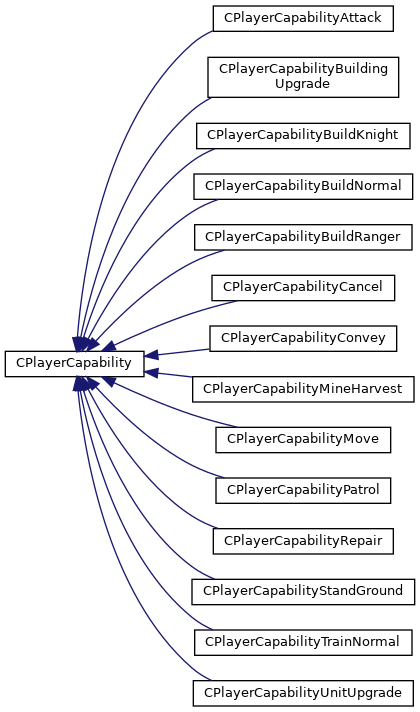 CPlayerCapabilityAttack
CPlayerCapabilityBuilding
Upgrade
CPlayerCapabilityBuildKnight
CPlayerCapabilityBuildNormal
CPlayerCapabilityBuildRanger
CPlayerCapabilityCancel
CPlayerCapabilityConvey
CPlayerCapability
CPlayerCapabilityMineHarvest
CPlayerCapabilityMove
CPlayerCapabilityPatrol
CPlayerCapabilityRepair
CPlayerCapabilityStandGround
CPlayerCapabilityTrainNormal
CPlayerCapabilityUnitUpgrade